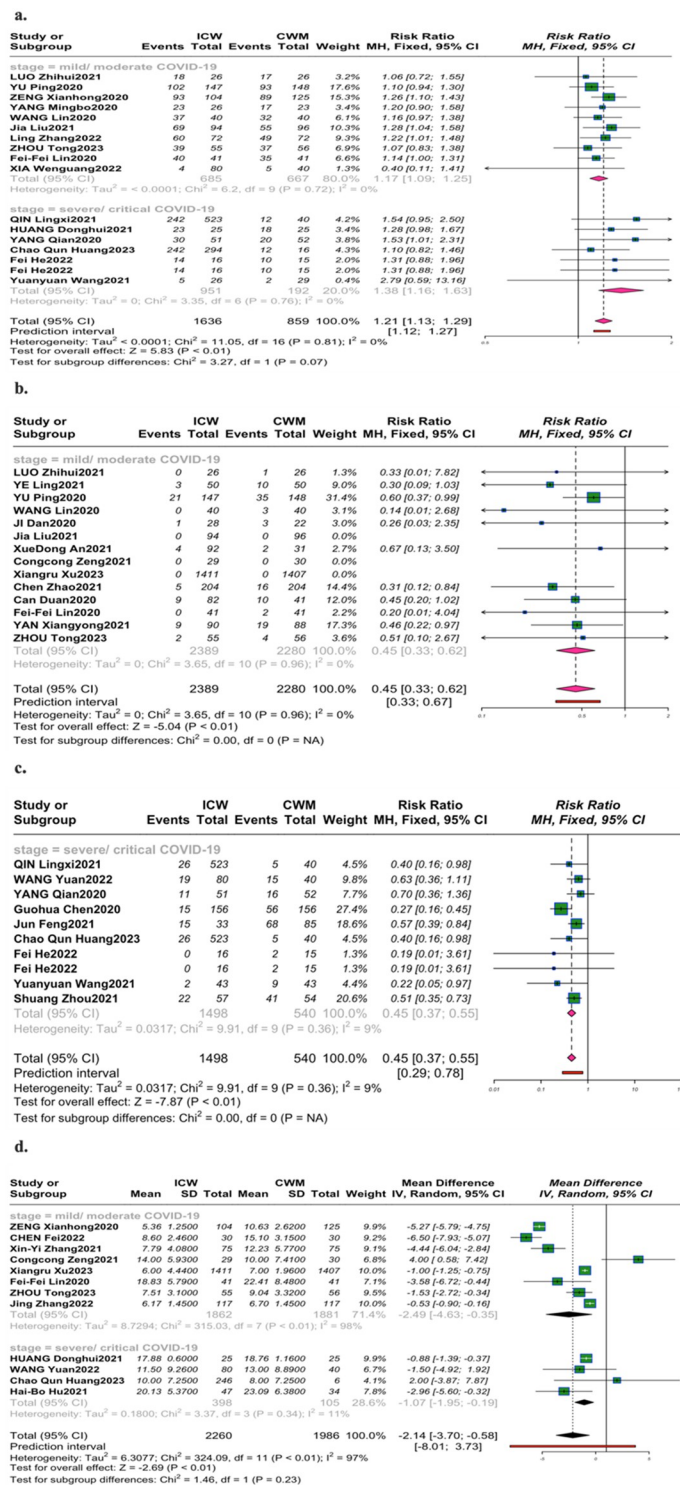 a.
Study or ICW CWM Risk Ratio Risk Ratio
Subgroup Events Total Events Total Weight MH, Fixed, 95% CI MH, Fixed, 95% CI
stage = mild/ moderate COVID-19
LUO Zhihui2021 18 26 17 26 3.2% 1.06 [0.72; 1.55]
YU Ping2020 102 147 93 148 17.6% 1.10 [0.94; 1.30]
ZENG Xianhong2020 93 104 89 125 15.4% 1.26 [1.10; 1.43]
YANG Mingbo2020 23 26 17 23 3.4% 1.20 [0.90; 1.58]
WANG Lin2020 37 40 32 40 6.1% 1.16 [0.97; 1.38]
Jia Liu2021 69 94 55 96 10.3% 1.28 [1.04; 1.58]
Ling Zhang2022 60 72 49 72 9.3% 1.22 [1.01; 1.48]
ZHOU Tong2023 39 55 37 56 7.0% 1.07 [0.83; 1.38]
Fei-Fei Lin2020 40 41 35 41 6.6% 1.14 [1.00; 1.31]
XIA Wenguang2022 4 80 5 40 1.3% 0.40 [0.11; 1.41]
Total (95% CI) 685 667 80.0% 1.17 [1.09; 1.25]
Heterogeneity: Tau² = < 0.0001; Chi² = 6.2, df = 9 (P = 0.72); I² = 0%
stage = severe/ critical COVID-19
QIN Lingxi2021 242 523 12 40 4.2% 1.54 [0.95; 2.50]
HUANG Donghui2021 23 25 18 25 3.4% 1.28 [0.98; 1.67]
YANG Qian2020 30 51 20 52 3.8% 1.53 [1.01; 2.31]
Chao Qun Huang2023 242 294 12 16 4.3% 1.10 [0.82; 1.46]
Fei He2022 14 16 10 15 2.0% 1.31 [0.88; 1.96]
Fei He2022 14 16 10 15 2.0% 1.31 [0.88; 1.96]
Yuanyuan Wang2021 5 26 2 29 0.4% 2.79 [0.59; 13.16]
Total (95% CI) 951 192 20.0% 1.38 [1.16; 1.63]
Heterogeneity: Tau² = 0; Chi² = 3.35, df = 6 (P = 0.76); I² = 0%
Total (95% CI) 1636 859 100.0% 1.21 [1.13; 1.29]
Prediction interval [1.12; 1.27]
Heterogeneity: Tau² < 0.0001; Chi² = 11.05, df = 16 (P = 0.81); I² = 0%
Test for overall effect: Z = 5.83 (P < 0.01)
Test for subgroup differences: Chi² = 3.27, df = 1 (P = 0.07)
b.
Study or ICW CWM Risk Ratio Risk Ratio
Subgroup Events Total Events Total Weight MH, Fixed, 95% CI MH, Fixed, 95% CI
stage = mild/ moderate COVID-19
LUO Zhihui2021 0 26 1 26 1.3% 0.33 [0.01; 7.82]
YE Ling2021 3 50 10 50 9.0% 0.30 [0.09; 1.03]
YU Ping2020 21 147 35 148 31.4% 0.60 [0.37; 0.99]
WANG Lin2020 0 40 3 40 3.1% 0.14 [0.01; 2.68]
JI Dan2020 1 28 3 22 2.7% 0.26 [0.03; 2.35]
Jia Liu2021 0 94 0 96 0.0%
XueDong An2021 4 92 2 31 2.7% 0.67 [0.13; 3.50]
Congcong Zeng2021 0 29 0 30 0.0%
Xiangru Xu2023 0 1411 0 1407 0.0%
Chen Zhao2021 5 204 16 204 14.4% 0.31 [0.12; 0.84]
Can Duan2020 9 82 10 41 12.0% 0.45 [0.20; 1.02]
Fei-Fei Lin2020 0 41 2 41 2.2% 0.20 [0.01; 4.04]
YAN Xiangyong2021 9 90 19 88 17.2% 0.46 [0.22; 0.97]
ZHOU Tong2023 2 55 4 56 3.6% 0.51 [0.10; 2.67]
Total (95% CI) 2389 2280 100.0% 0.45 [0.33; 0.62]
Heterogeneity: Tau² = 0; Chi² = 3.65, df = 10 (P = 0.96); I² = 0%
Total (95% CI) 2389 2280 100.0% 0.45 [0.33; 0.62]
Prediction interval [0.33; 0.67]
Heterogeneity: Tau² = 0; Chi² = 3.65, df = 10 (P = 0.96); I² = 0%
Test for overall effect: Z = -5.04 (P < 0.01)
Test for subgroup differences: Chi² = 0.00, df = 0 (P = NA)
c.
Study or ICW CWM Risk Ratio Risk Ratio
Subgroup Events Total Events Total Weight MH, Fixed, 95% CI MH, Fixed, 95% CI
stage = severe/ critical COVID-19
QIN Lingxi2021 26 523 5 40 4.5% 0.40 [0.16; 0.98]
WANG Yuan2022 19 80 15 40 9.8% 0.63 [0.36; 1.11]
YANG Qian2020 11 51 16 52 7.7% 0.70 [0.36; 1.36]
Guohua Chen2020 15 156 56 156 27.4% 0.27 [0.16; 0.45]
Jun Feng2021 15 33 68 85 18.6% 0.57 [0.39; 0.84]
Chao Qun Huang2023 26 523 5 40 4.5% 0.40 [0.16; 0.98]
Fei He2022 0 16 2 15 1.2% 0.19 [0.01; 3.61]
Fei He2022 0 16 2 15 1.2% 0.19 [0.01; 3.61]
Yuanyuan Wang2021 2 43 9 43 4.4% 0.22 [0.05; 0.97]
Shuang Zhou2021 22 57 41 54 20.6% 0.51 [0.35; 0.73]
Total (95% CI) 1498 540 100.0% 0.45 [0.37; 0.55]
Heterogeneity: Tau² = 0.0317; Chi² = 9.91, df = 9 (P = 0.36); I² = 9%
Total (95% CI) 1498 540 100.0% 0.45 [0.37; 0.55]
Prediction interval [0.29; 0.78]
Heterogeneity: Tau² = 0.0317; Chi² = 9.91, df = 9 (P = 0.36); I² = 9%
0.01 0.1 1 10
Test for overall effect: Z = -7.87 (P < 0.01)
Test for subgroup differences: Chi² = 0.00, df = 0 (P = NA)
d.
Study or ICW CWM Mean Difference Mean Difference
Subgroup Mean SD Total Mean SD Total Weight IV, Random, 95% CI IV, Random, 95% CI
stage = mild/ moderate COVID-19
ZENG Xianhong2020 5.36 1.2500 104 10.63 2.6200 125 9.9% -5.27 [-5.79; -4.75]
CHEN Fei2022 8.60 2.4600 30 15.10 3.1500 30 9.3% -6.50 [-7.93; -5.07]
Xin-Yi Zhang2021 7.79 4.0800 75 12.23 5.7700 75 9.2% -4.44 [-6.04; -2.84]
Congcong Zeng2021 14.00 5.9300 29 10.00 7.4100 30 6.3% 4.00 [0.58; 7.42]
Xiangru Xu2023 6.00 4.4400 1411 7.00 1.9600 1407 10.0% -1.00 [-1.25; -0.75]
Fei-Fei Lin2020 18.83 5.7900 41 22.41 8.4800 41 6.8% -3.58 [-6.72; -0.44]
ZHOU Tong2023 7.51 3.1000 55 9.04 3.3200 56 9.6% -1.53 [-2.72; -0.34]
Jing Zhang2022 6.17 1.4500 117 6.70 1.4500 117 10.0% -0.53 [-0.90; -0.16]
Total (95% CI) 1862 1881 71.4% -2.49 [-4.63; -0.35]
Heterogeneity: Tau² = 8.7294; Chi² = 315.03, df = 7 (P < 0.01); I² = 98%
stage = severe/ critical COVID-19
HUANG Donghui2021 17.88 0.6000 25 18.76 1.1600 25 9.9% -0.88 [-1.39; -0.37]
WANG Yuan2022 11.50 9.2600 80 13.00 8.8900 40 6.4% -1.50 [-4.92; 1.92]
Chao Qun Huang2023 10.00 7.2500 246 8.00 7.2500 6 4.7% 2.00 [-3.87; 7.87]
Hai-Bo Hu2021 20.13 5.3700 47 23.09 6.3800 34 7.6% -2.96 [-5.60; -0.32]
Total (95% CI) 398 105 28.6% -1.07 [-1.95; -0.19]
Heterogeneity: Tau² = 0.1800; Chi² = 3.37, df = 3 (P = 0.34); I² = 11%
Total (95% CI) 2260 1986 100.0% -2.14 [-3.70; -0.58]
Prediction interval [-8.01; 3.73]
Heterogeneity: Tau² = 6.3077; Chi² = 324.09, df = 11 (P < 0.01); I² = 97%
Test for overall effect: Z = -2.69 (P < 0.01)
Test for subgroup differences: Chi² = 1.46, df = 1 (P = 0.23)